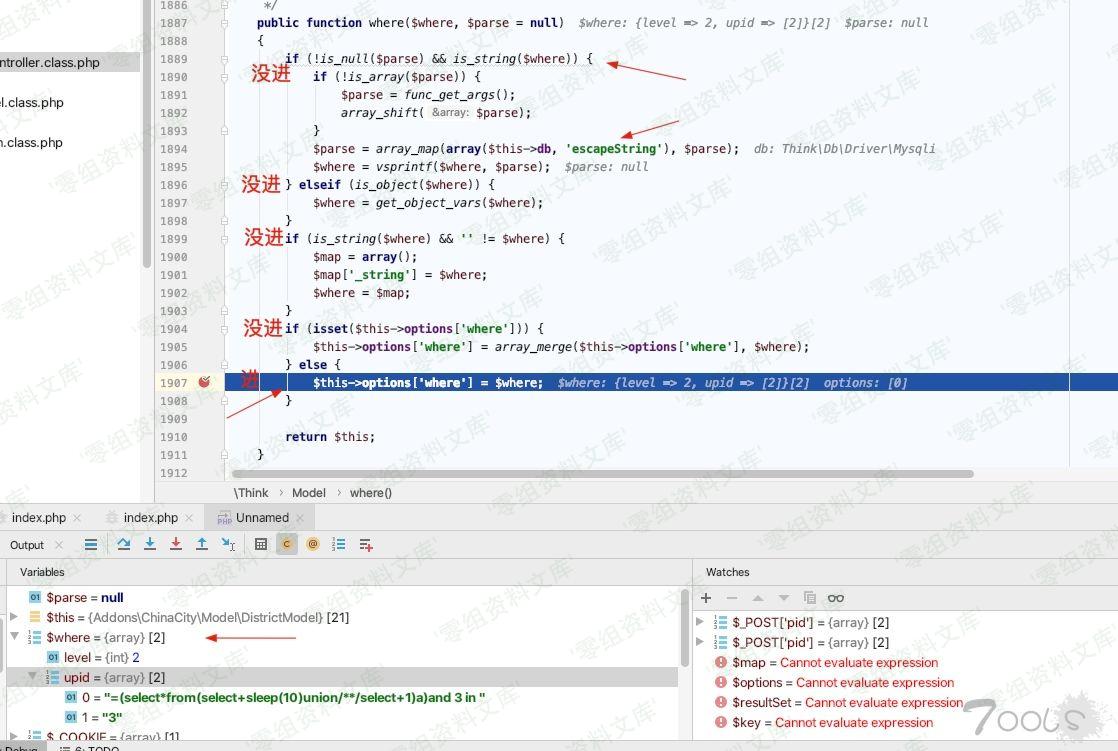 1886 */
1887 public function where($where, $parse = null) $where: {level => 2, upid => [2]}[2] $parse: null
1888 {
ntroller.class.php 1889 if (!is_null($parse) && is_string($where)) {
没进 1890 if (!is_array($parse)) {
l.class.php 1891 $parse = func_get_args();
1892 array_shift( &array: $parse);
1893 }
n.class.php 1894 $parse = array_map(array($this->db, 'escapeString'), $parse); db: Think\Db\Driver\Mysqli
1895 $where = vsprintf($where, $parse); $parse: null
1896 没进 } elseif (is_object($where)) {
1897 $where = get_object_vars($where);
1898 }
1899 没进 if (is_string($where) && '' != $where) {
1900 $map = array();
1901 $map['_string'] = $where;
1902 $where = $map;
1903 }
1904 没进 if (isset($this->options['where'])) {
1905 $this->options['where'] = array_merge($this->options['where'], $where);
1906 } else {
1907 进 $this->options['where'] = $where; $where: {level => 2, upid => [2]}[2] options: [0]
1908 }
1909
1910 return $this;
1911 }
1912
\Think › Model › where()
index.php × index.php × PHP Unnamed ×
Output ×
Variables
$parse = null
$this = {Addons\ChinaCity\Model\DistrictModel} [21]
$where = {array} [2]
level = {int} 2
upid = {array} [2]
0 = "=(select*from(select+sleep(10)union/**/select+1)a)and 3 in "
1 = "3"
$_COOKIE = {array} [1]
Watches
$_POST['pid'] = {array} [2]
$_POST['pid'] = {array} [2]
$map = Cannot evaluate expression
$options = Cannot evaluate expression
$resultSet = Cannot evaluate expression
$key = Cannot evaluate expression
Debug 6: TODO
TOOLS
零组资料文库